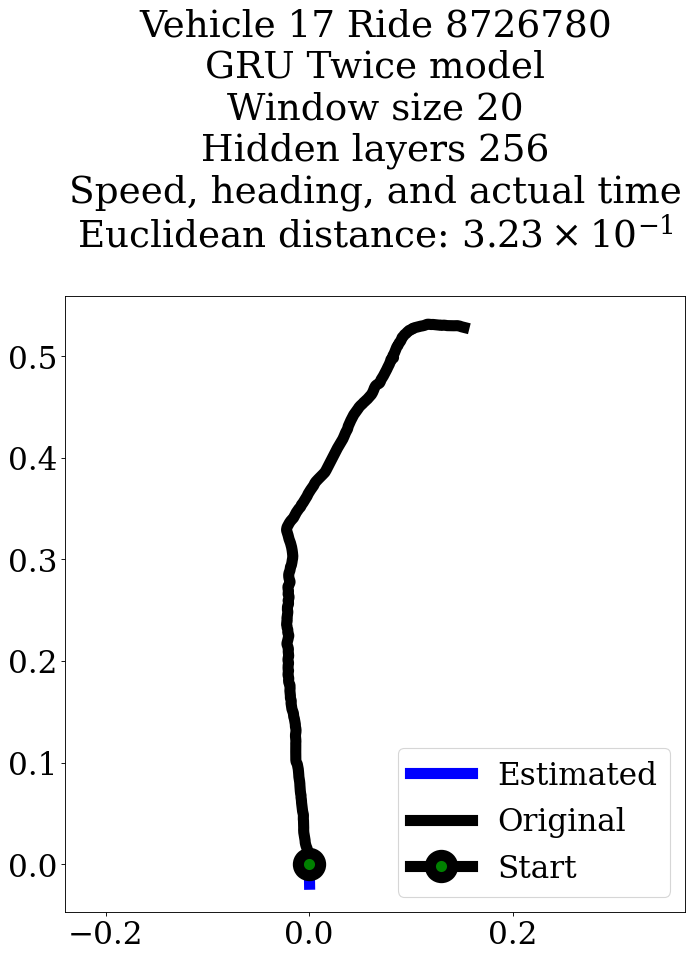 Vehicle 17 Ride 8726780
GRU Twice model
Window size 20
Hidden layers 256
Speed, heading, and actual time
Euclidean distance: 3.23 × 10⁻¹
0.5
0.4
0.3
0.2
0.1
0.0
Estimated
Original
Start
−0.2
0.0
0.2